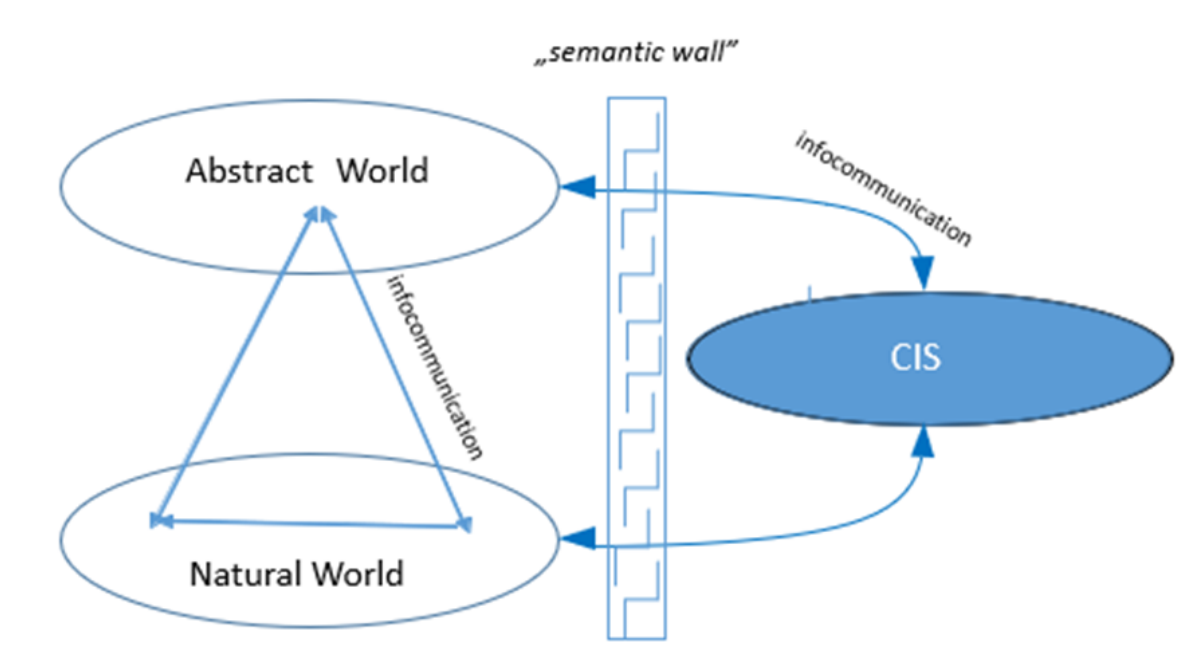 „semantic wall”
Abstract World
infocommunication
infocommunication
CIS
Natural World